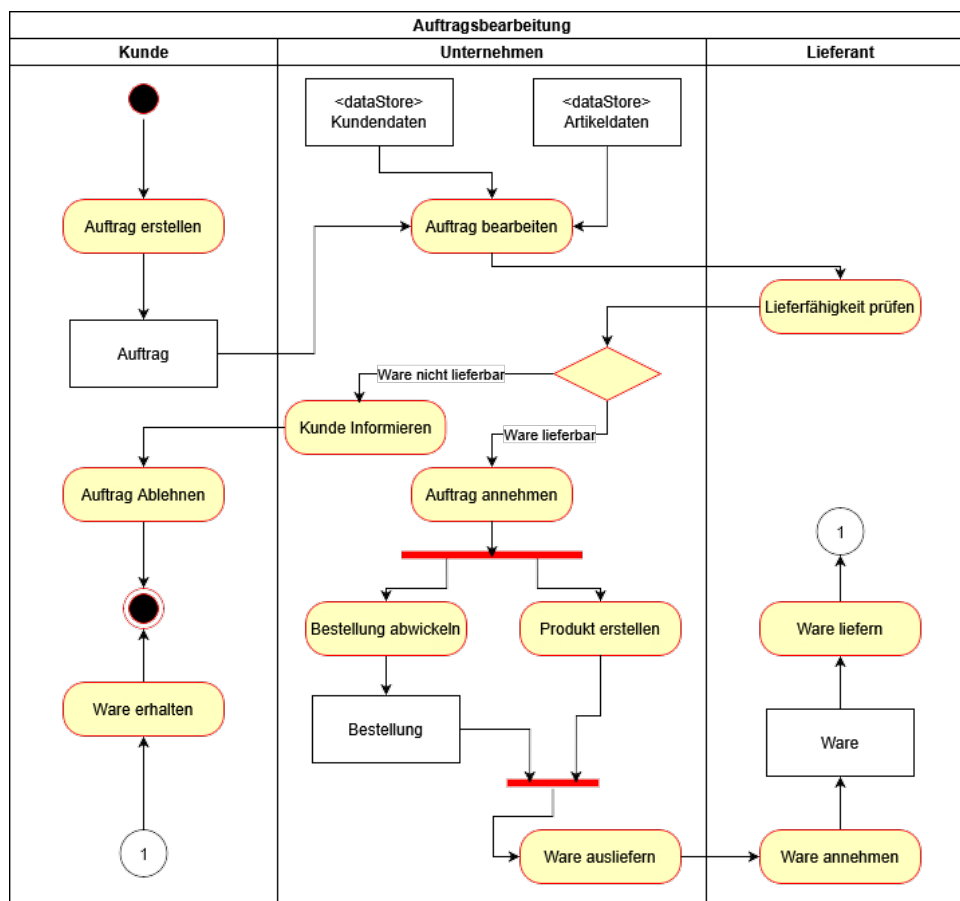 Auftragsbearbeitung
Kunde
Unternehmen
Lieferant
<dataStore>
Kundendaten
<dataStore>
Artikeldaten
Auftrag erstellen
Auftrag bearbeiten
Lieferfähigkeit prüfen
Auftrag
Ware nicht lieferbar
Kunde Informieren
Ware lieferbar
Auftrag Ablehnen
Auftrag annehmen
1
Bestellung abwickeln
Produkt erstellen
Ware liefern
Ware erhalten
Bestellung
Ware
1
Ware ausliefern
Ware annehmen